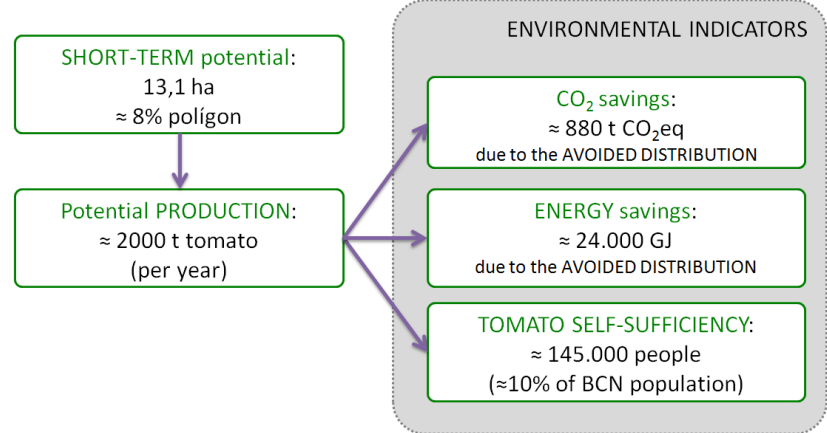 ENVIRONMENTAL INDICATORS
SHORT-TERM potential:
13,1 ha
≈ 8% polígon
Potential PRODUCTION:
≈ 2000 t tomato
(per year)
CO₂ savings:
≈ 880 t CO₂eq
due to the AVOIDED DISTRIBUTION
ENERGY savings:
≈ 24.000 GJ
due to the AVOIDED DISTRIBUTION
TOMATO SELF-SUFFICIENCY:
≈ 145.000 people
(≈10% of BCN population)